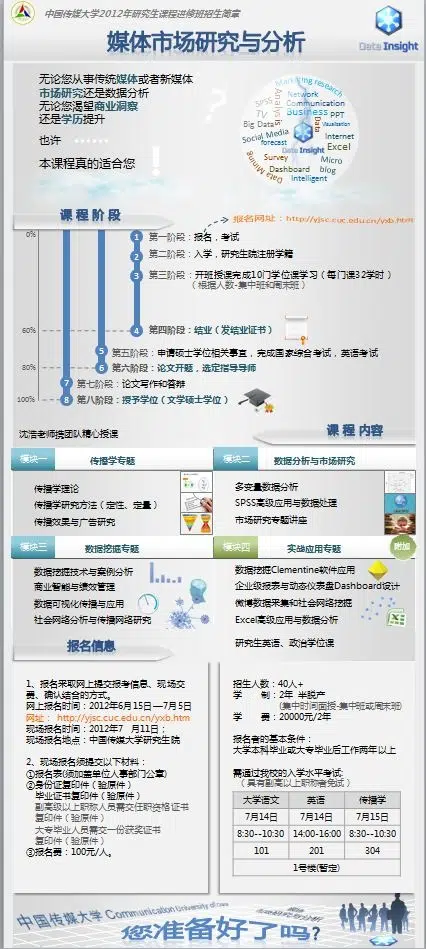 中国传媒大学2012年研究生课程进修班招生简章
媒体市场研究与分析
Data Insight
无论您从事传统媒体或者新媒体
市场研究还是数据分析
无论您渴望商业洞察
还是学历提升
也许 ……
本课程真的适合您
?
!
Marketing research
Network
SPSS
Analysis
Communication
TV
Business
PPT
Big Data
Data
Visualization
Social Media
Internet
forecast
Data Insight
Excel
Survey
Micro
blog
Data Mining
Dashboard
Intelligent
课程阶段
报名网址:http://yjsc.cuc.edu.cn/yxb.htm
0%
1 第一阶段:报名,考试
2 第二阶段:入学,研究生院注册学籍
3 第三阶段:开班授课完成10门学位课学习(每门课32学时)
(根据人数-集中班和周末班)
60%
4 第四阶段:结业(发结业证书)
5 第五阶段:申请硕士学位相关事宜,完成国家综合考试,英语考试
80%
6 第六阶段:论文开题,选定指导导师
7 第七阶段:论文写作和答辩
100%
8 第八阶段:授予学位(文学硕士学位)
沈浩老师携团队精心授课
课程内容
模块一 传播学专题
传播学理论
传播学研究方法(定性、定量)
传播效果与广告研究
模块二 数据分析与市场研究
多变量数据分析
SPSS高级应用与数据处理
市场研究专题讲座
模块三 数据挖掘专题
数据挖掘技术与案例分析
商业智能与绩效管理
数据可视化传播与应用
社会网络分析与传播网络研究
模块四 实战应用专题 附加
数据挖掘Clementine软件应用
企业级报表与动态仪表盘Dashboard设计
微博数据采集和社会网络挖掘
Excel高级应用与数据分析
研究生英语、政治学位课
报名信息
1、报名采取网上提交报考信息、现场交
费、确认结合的方式。
网上报名时间:2012年6月15日—7月5日
网址: http://yjsc.cuc.edu.cn/yxb.htm
现场报名时间:2012年7 月11日;
现场报名地点:中国传媒大学研究生院
2、现场报名须提交以下材料:
①报名表(须加盖单位人事部门公章)
②身份证复印件(验原件)
毕业证书复印件(验原件)
副高级以上职称人员需交任职资格证书
复印件(验原件)
大专毕业人员需交一份获奖证书
复印件(验原件)
③报名费:100元/人。
招生人数:40人+
学 制:2年 半脱产
(集中时间面授-集中班或周末班)
学 费:20000元/2年
报名者的基本条件:
大学本科毕业或大专毕业后工作两年以上
需通过我校的入学水平考试:
(具有副高以上职称者免试)
大学语文 英语 传播学
7月14日 7月14日 7月15日
8:30--10:30 14:00-16:00 8:30--10:30
101 201 304
1号楼(暂定)
中国传媒大学 Communication University of China
市场研究与分析
您准备好了吗?